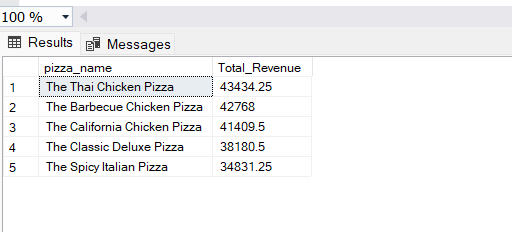 100 %
Results Messages
pizza_name Total_Revenue
1 The Thai Chicken Pizza 43434.25
2 The Barbecue Chicken Pizza 42768
3 The California Chicken Pizza 41409.5
4 The Classic Deluxe Pizza 38180.5
5 The Spicy Italian Pizza 34831.25